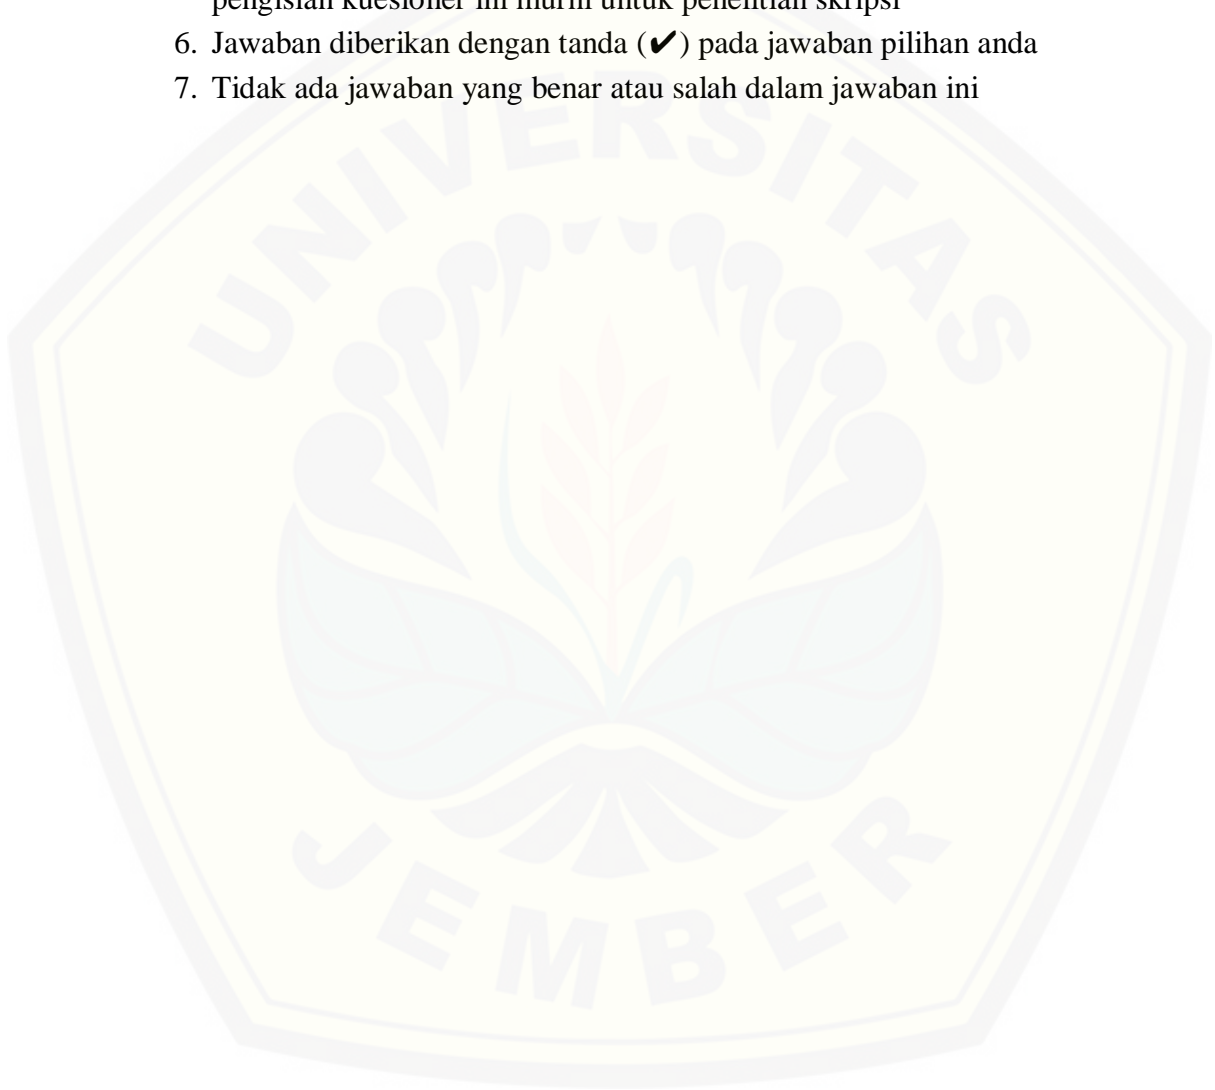 pengisian kuesioner ini murni untuk penelitian skripsi
6. Jawaban diberikan dengan tanda (✔) pada jawaban pilihan anda
7. Tidak ada jawaban yang benar atau salah dalam jawaban ini
UNIVERSITAS
JEMBER